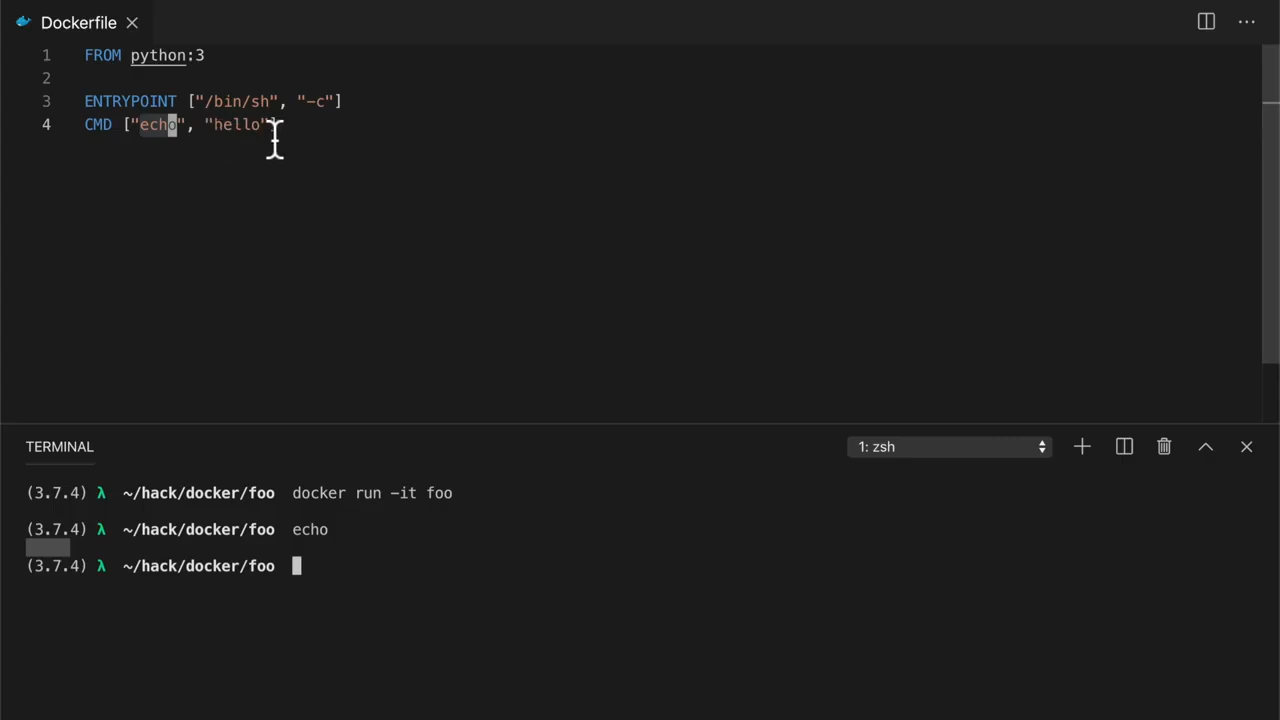 Dockerfile
1 FROM python:3
2
3 ENTRYPOINT ["/bin/sh", "-c"]
4 CMD ["echo", "hello"]
TERMINAL
1: zsh
(3.7.4) λ ~/hack/docker/foo docker run -it foo
(3.7.4) λ ~/hack/docker/foo echo
(3.7.4) λ ~/hack/docker/foo